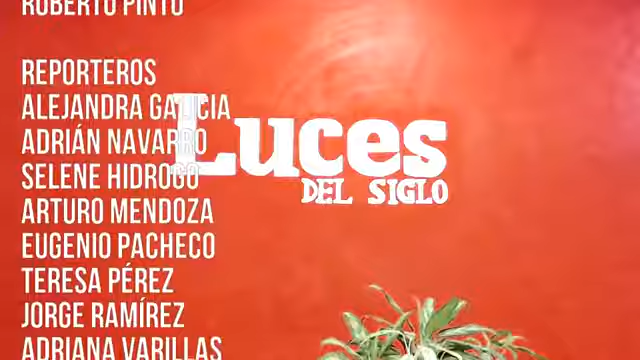 ROBERTO PINTO
REPORTEROS
ALEJANDRA GALICIA
ADRIÁN NAVARRO
SELENE HIDROGO
ARTURO MENDOZA
EUGENIO PACHECO
TERESA PÉREZ
JORGE RAMÍREZ
ADRIANA VARILLAS
Luces
DEL SIGLO